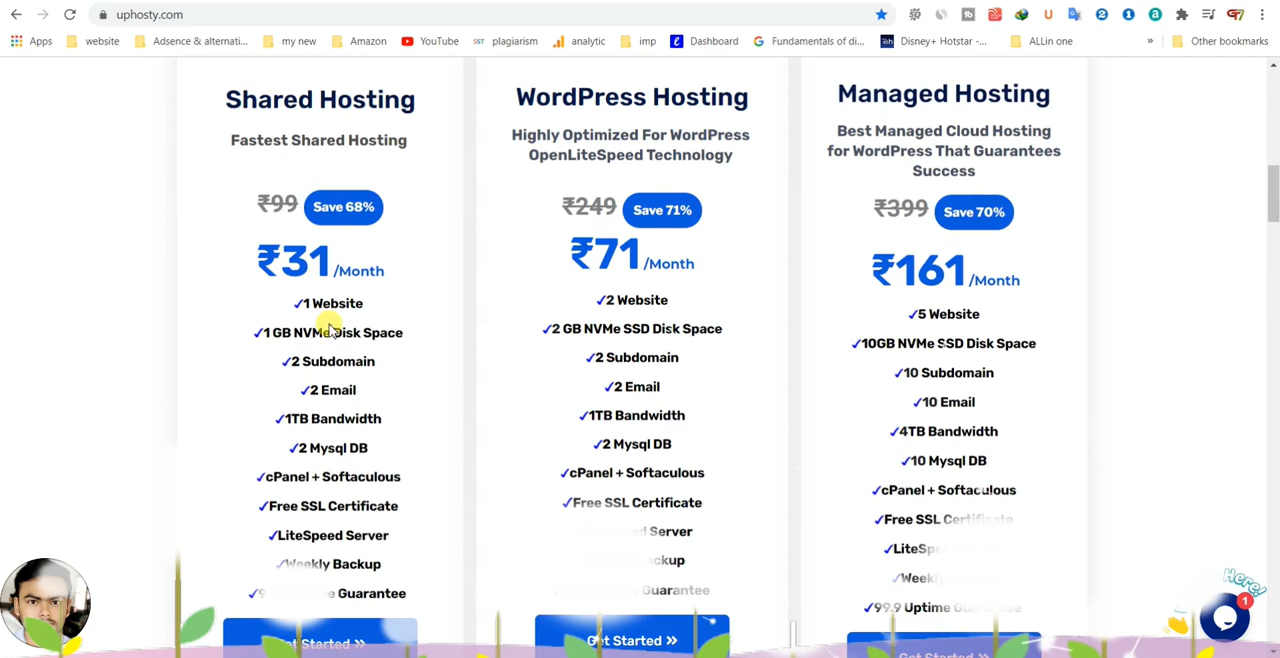 uphosty.com
Apps
website
Adsence & alternati...
my new
Amazon
YouTube
SST plagiarism
analytic
imp
Dashboard
Fundamentals of di...
Disney+ Hotstar -...
ALLin one
»
Other bookmarks
Shared Hosting
Fastest Shared Hosting
₹99 Save 68%
₹31 /Month
✓1 Website
✓1 GB NVMe Disk Space
✓2 Subdomain
✓2 Email
✓1TB Bandwidth
✓2 Mysql DB
✓cPanel + Softaculous
✓Free SSL Certificate
✓LiteSpeed Server
✓Weekly Backup
Guarantee
Get Started »
WordPress Hosting
Highly Optimized For WordPress
OpenLiteSpeed Technology
₹249 Save 71%
₹71 /Month
✓2 Website
✓2 GB NVMe SSD Disk Space
✓2 Subdomain
✓2 Email
✓1TB Bandwidth
✓2 Mysql DB
✓cPanel + Softaculous
✓Free SSL Certificate
Server
Guarantee
Get Started »
Managed Hosting
Best Managed Cloud Hosting
for WordPress That Guarantees
Success
₹399 Save 70%
₹161 /Month
✓5 Website
✓10GB NVMe SSD Disk Space
✓10 Subdomain
✓10 Email
✓4TB Bandwidth
✓10 Mysql DB
✓cPanel + Softaculous
✓Free SSL Certificate
✓99.9 Uptime Guarantee
Get Started »
Here!
1